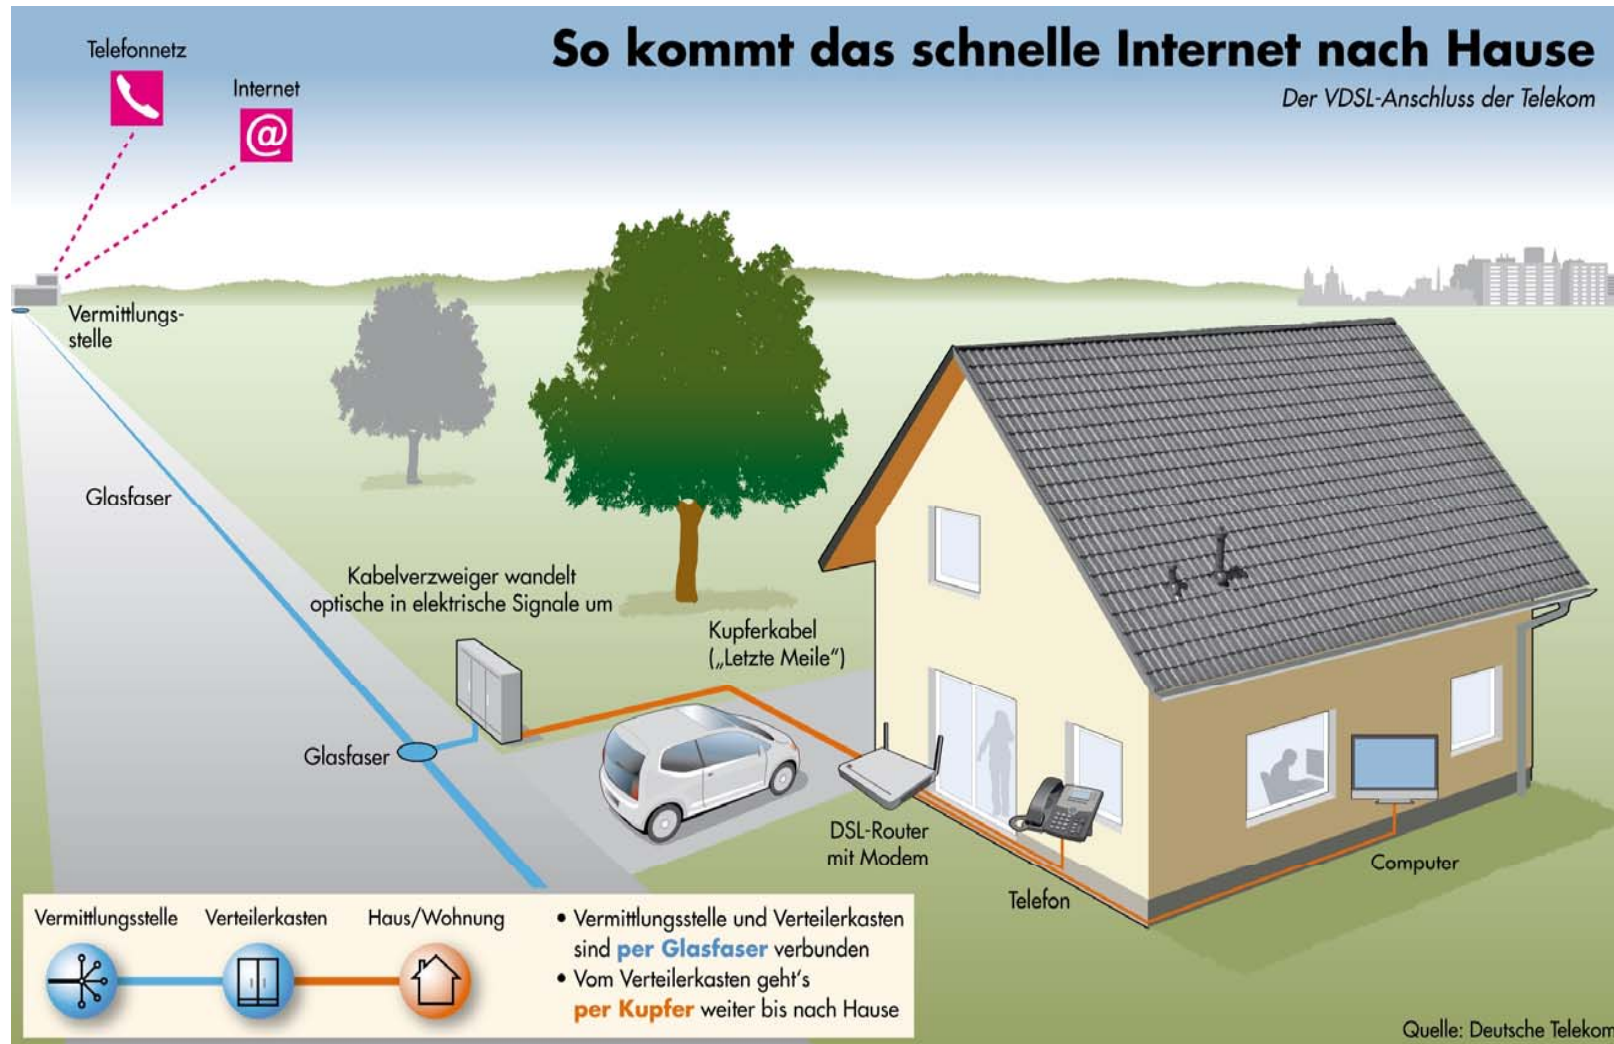 So kommt das schnelle Internet nach Hause
Der VDSL-Anschluss der Telekom
Telefonnetz
Internet
@
Vermittlungs-
stelle
Glasfaser
Kabelverzweiger wandelt
optische in elektrische Signale um
Kupferkabel
(„Letzte Meile“)
Glasfaser
DSL-Router
mit Modem
Telefon
Computer
Vermittlungsstelle
Verteilerkasten
Haus/Wohnung
• Vermittlungsstelle und Verteilerkasten
sind per Glasfaser verbunden
• Vom Verteilerkasten geht‘s
per Kupfer weiter bis nach Hause
Quelle: Deutsche Telekom